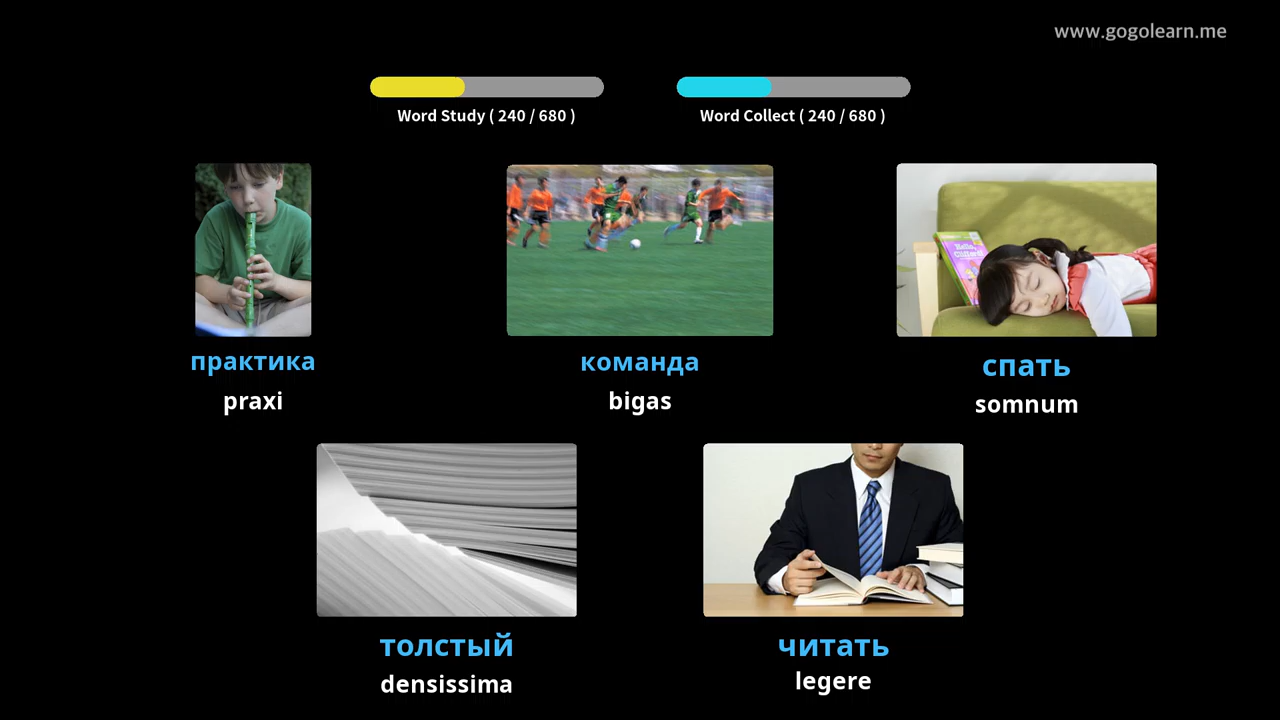 www.gogolearn.me
Word Study ( 240 / 680 )
Word Collect ( 240 / 680 )
практика
praxi
команда
bigas
спать
somnum
толстый
densissima
читать
legere